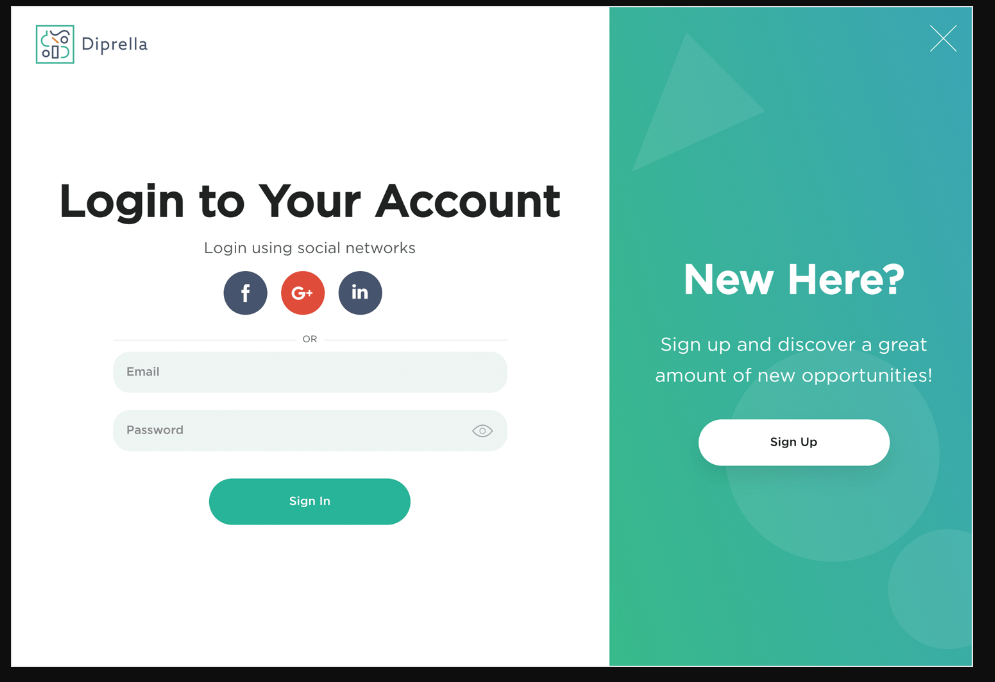 Diprella
Login to Your Account
Login using social networks
f
G+
in
OR
Email
Password
Sign In
New Here?
Sign up and discover a great
amount of new opportunities!
Sign Up